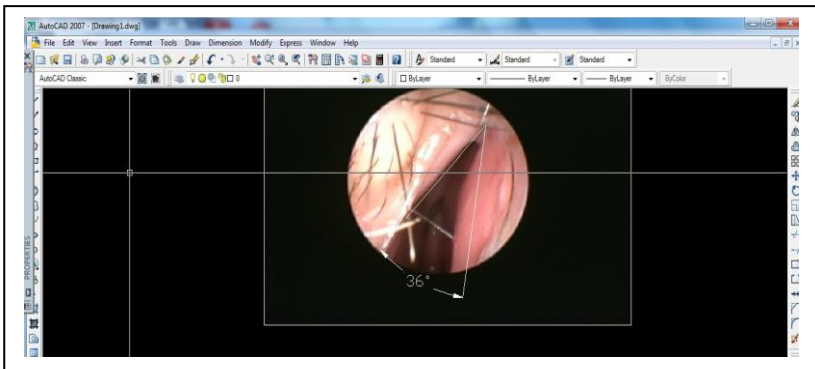 AutoCAD 2007 - [Drawing1.dwg]
File Edit View Insert Format Tools Draw Dimension Modify Express Window Help
Standard Standard Standard
AutoCAD Classic 0 ByLayer ByLayer ByLayer ByColor
36°
PROPERTIES